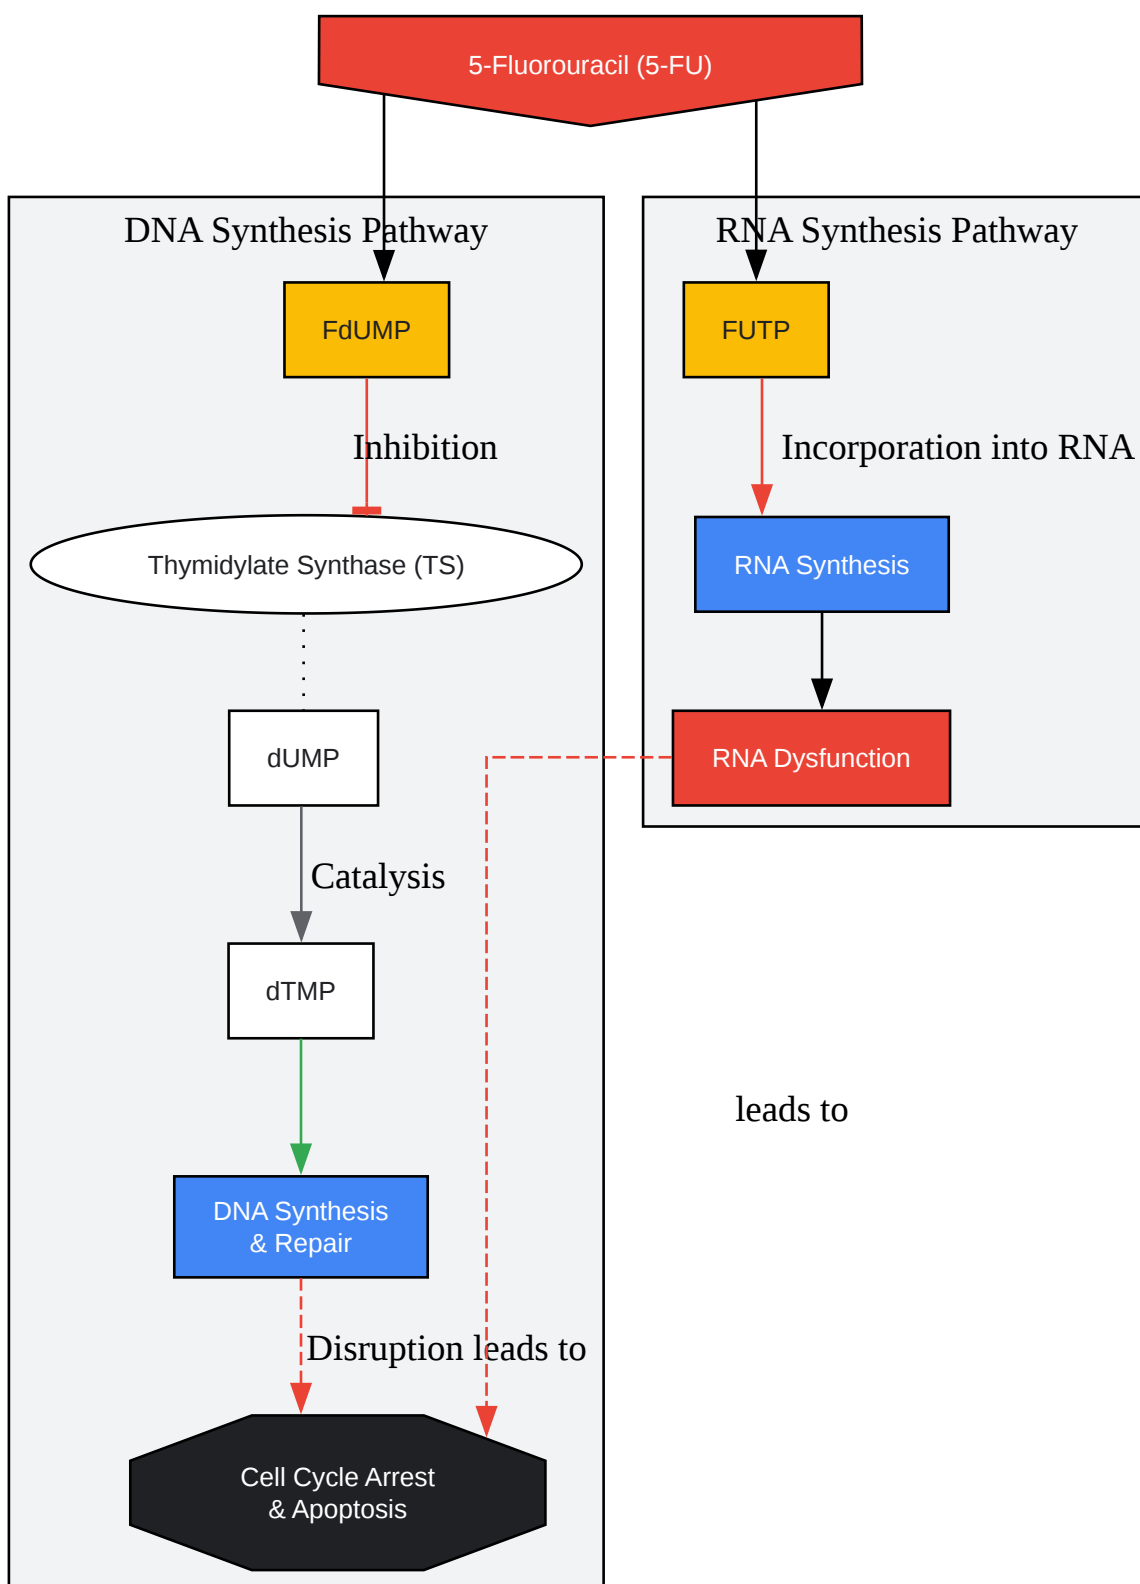 5-Fluorouracil (5-FU)
DNA Synthesis Pathway
RNA Synthesis Pathway
FdUMP
FUTP
Inhibition
Incorporation into RNA
Thymidylate Synthase (TS)
RNA Synthesis
dUMP
RNA Dysfunction
Catalysis
dTMP
leads to
DNA Synthesis
& Repair
Disruption leads to
Cell Cycle Arrest
& Apoptosis